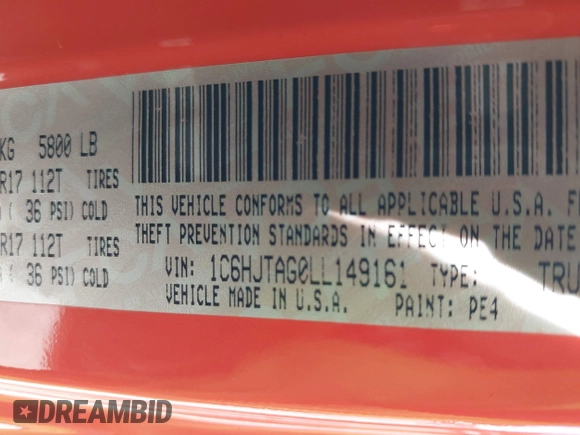 KG 5800 LB
R17 112T TIRES
( 36 PSI) COLD
R17 112T TIRES
( 36 PSI) COLD
THIS VEHICLE CONFORMS TO ALL APPLICABLE U.S.A. F
THEFT PREVENTION STANDARDS IN EFFECT ON THE DATE
VIN: 1C6HJTAG0LL149161 TYPE: TRU
VEHICLE MADE IN U.S.A. PAINT: PE4
DREAMBID